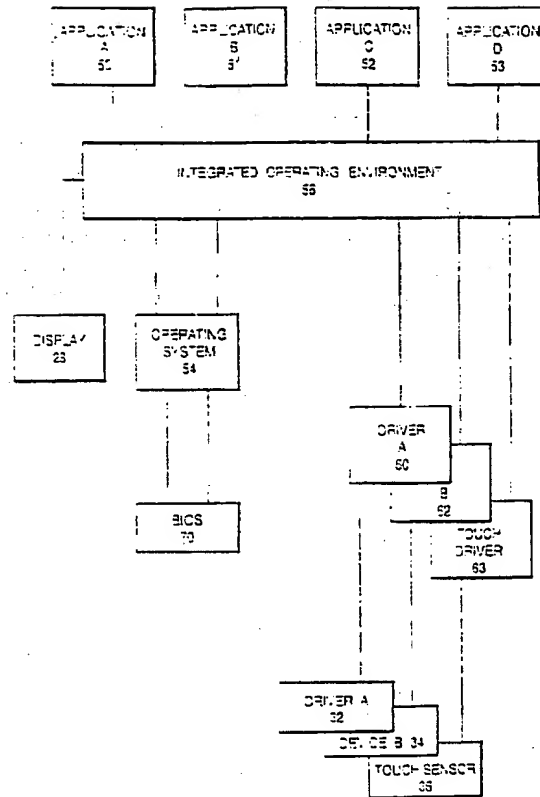 APPLICATION
A
APPLICATION
B
APPLICATION
C
52
APPLICATION
D
53
INTEGRATED OPERATING ENVIRONMENT
DISPLAY
OPERATING
SYSTEM
54
BIOS
70
DRIVER
A
60
B
62
TOUCH
DRIVER
63
DRIVER A
32
DEVICE B 34
TOUCH SENSOR